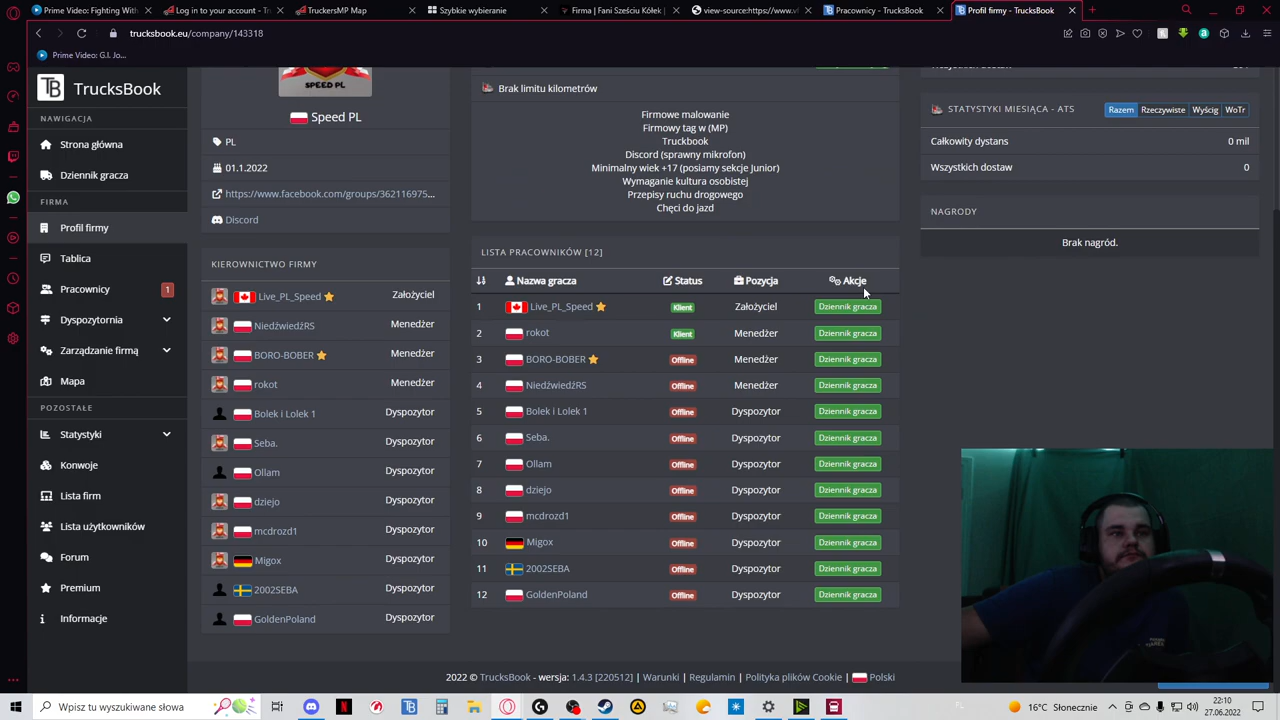 Prime Video: Fighting With
Log in to your account - Tru
TruckersMP Map
Szybkie wybieranie
Firma | Fani Sześciu Kółek |
view-source:https://www.v
Pracownicy - TrucksBook
Profil firmy - TrucksBook
trucksbook.eu/company/143318
Prime Video: G.I. Jo...
TB TrucksBook
NAWIGACJA
Strona główna
Dziennik gracza
FIRMA
Profil firmy
Tablica
Pracownicy 1
Dyspozytornia
Zarządzanie firmą
Mapa
POZOSTAŁE
Statystyki
Konwoje
Lista firm
Lista użytkowników
Forum
Premium
Informacje
SPEED PL
Speed PL
PL
01.1.2022
https://www.facebook.com/groups/362116975...
Discord
KIEROWNICTWO FIRMY
Live_PL_Speed Założyciel
NiedźwiedźRS Menedżer
BORO-BOBER Menedżer
rokot Menedżer
Bolek i Lolek 1 Dyspozytor
Seba. Dyspozytor
Ollam Dyspozytor
dziejo Dyspozytor
mcdrozd1 Dyspozytor
Migox Dyspozytor
2002SEBA Dyspozytor
GoldenPoland Dyspozytor
Brak limitu kilometrów
Firmowe malowanie
Firmowy tag w (MP)
Truckbook
Discord (sprawny mikrofon)
Minimalny wiek +17 (posiamy sekcje Junior)
Wymaganie kultura osobistej
Przepisy ruchu drogowego
Chęci do jazd
LISTA PRACOWNIKÓW [12]
Nazwa gracza Status Pozycja Akcje
1 Live_PL_Speed Klient Założyciel Dziennik gracza
2 rokot Klient Menedżer Dziennik gracza
3 BORO-BOBER Offline Menedżer Dziennik gracza
4 NiedźwiedźRS Offline Menedżer Dziennik gracza
5 Bolek i Lolek 1 Offline Dyspozytor Dziennik gracza
6 Seba. Offline Dyspozytor Dziennik gracza
7 Ollam Offline Dyspozytor Dziennik gracza
8 dziejo Offline Dyspozytor Dziennik gracza
9 mcdrozd1 Offline Dyspozytor Dziennik gracza
10 Migox Offline Dyspozytor Dziennik gracza
11 2002SEBA Offline Dyspozytor Dziennik gracza
12 GoldenPoland Offline Dyspozytor Dziennik gracza
STATYSTYKI MIESIĄCA - ATS Razem Rzeczywiste Wyścig WoTr
Całkowity dystans 0 mil
Wszystkich dostaw 0
NAGRODY
Brak nagród.
2022 © TrucksBook - wersja: 1.4.3 [220512] | Warunki | Regulamin | Polityka plików Cookie | Polski
Wpisz tu wyszukiwane słowa
16°C Słonecznie
22:10
27.06.2022